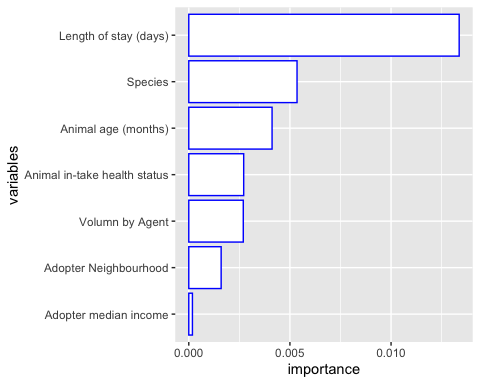 Length of stay (days)
Species
Animal age (months)
Animal in-take health status
Volumn by Agent
Adopter Neighbourhood
Adopter median income
variables
0.000 0.005 0.010
importance